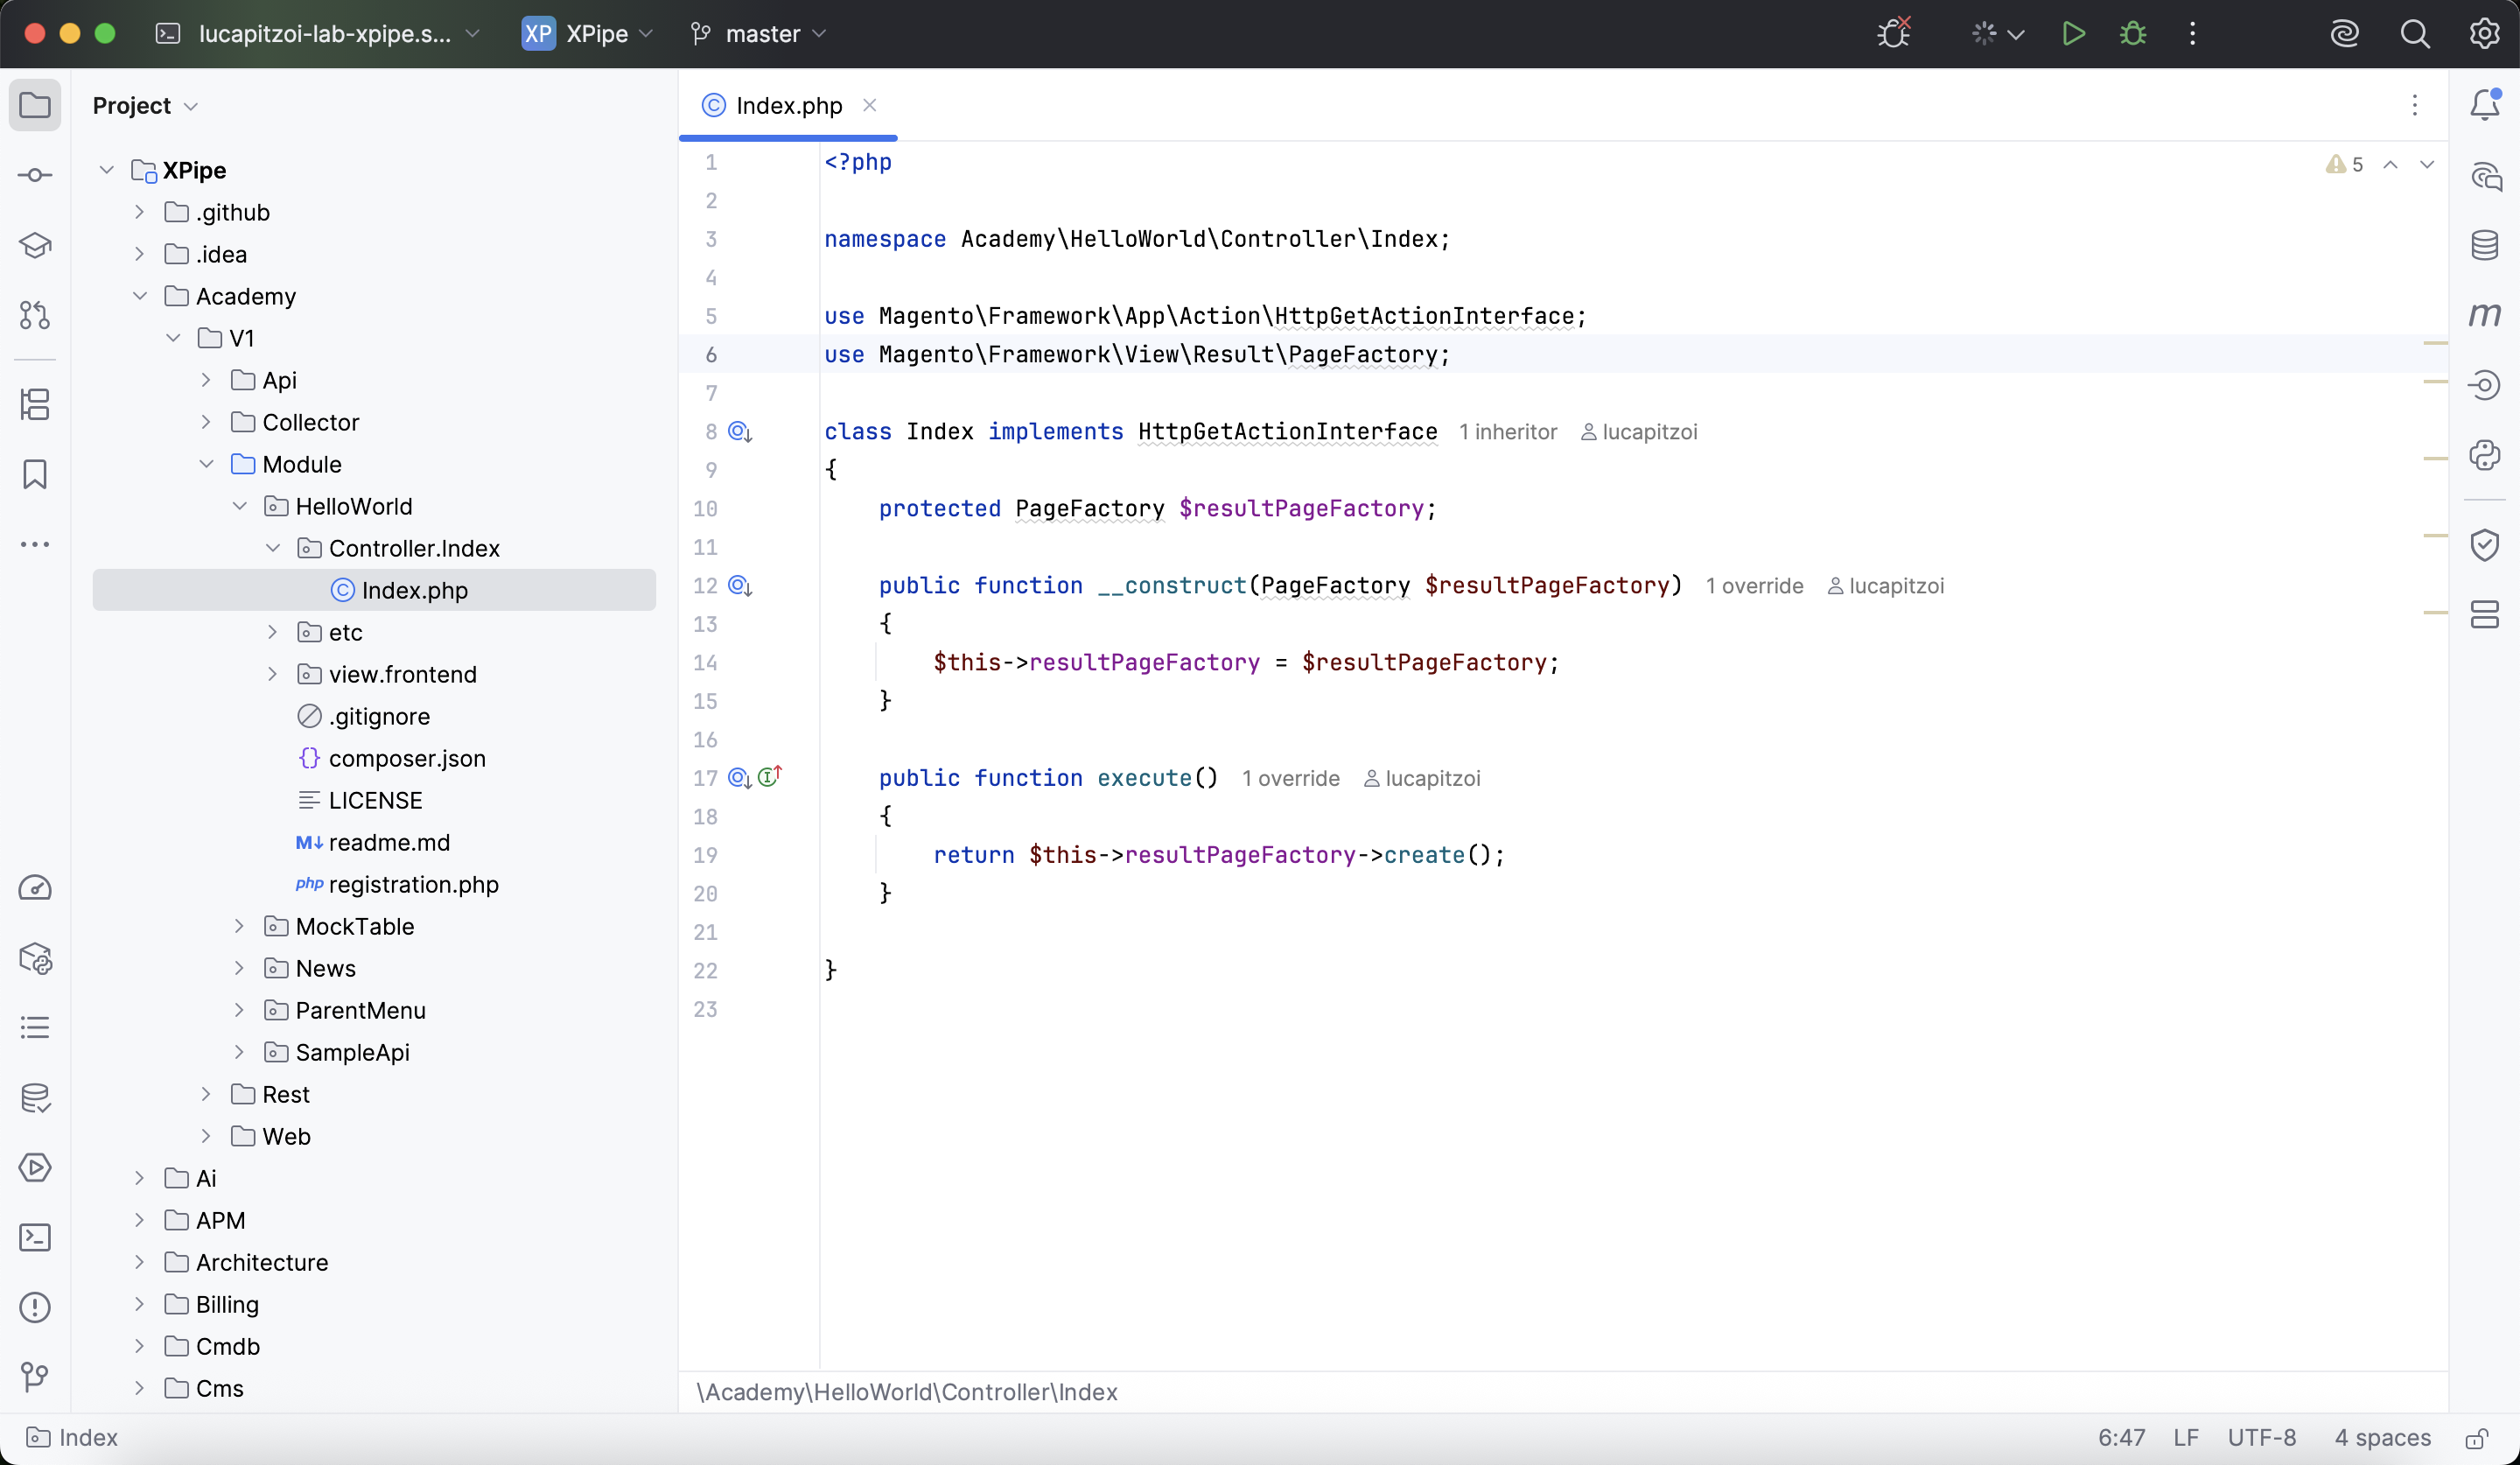 lucapitzoi-lab-xpipe.s... XP XPipe master
Project
XPipe
.github
.idea
Academy
V1
Api
Collector
Module
HelloWorld
Controller.Index
Index.php
etc
view.frontend
.gitignore
composer.json
LICENSE
M↓ readme.md
php registration.php
MockTable
News
ParentMenu
SampleApi
Rest
Web
Ai
APM
Architecture
Billing
Cmdb
Cms
Index.php
5
1 <?php
2
3 namespace Academy\HelloWorld\Controller\Index;
4
5 use Magento\Framework\App\Action\HttpGetActionInterface;
6 use Magento\Framework\View\Result\PageFactory;
7
8 class Index implements HttpGetActionInterface 1 inheritor lucapitzoi
9 {
10 protected PageFactory $resultPageFactory;
11
12 public function __construct(PageFactory $resultPageFactory) 1 override lucapitzoi
13 {
14 $this->resultPageFactory = $resultPageFactory;
15 }
16
17 public function execute() 1 override lucapitzoi
18 {
19 return $this->resultPageFactory->create();
20 }
21
22 }
23
\Academy\HelloWorld\Controller\Index
Index 6:47 LF UTF-8 4 spaces